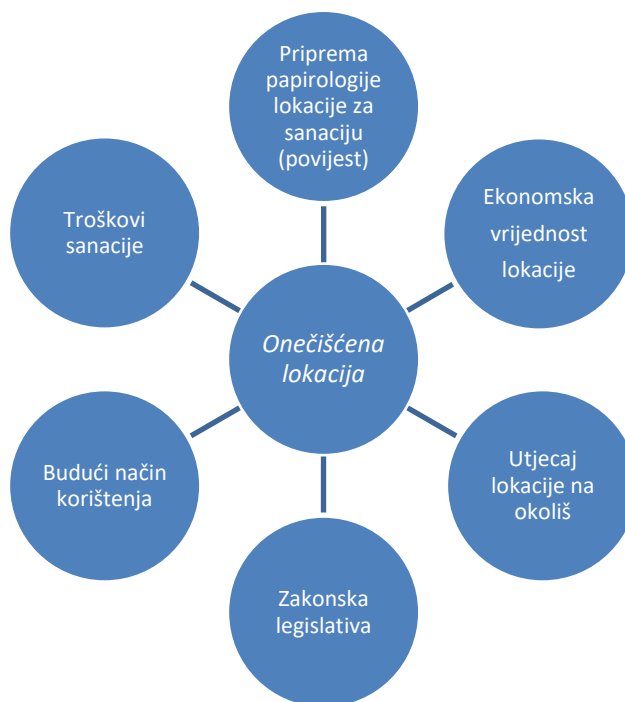 Priprema
papirologije
lokacije za
sanaciju
(povijest)
Troškovi
sanacije
Ekonomska
vrijednost
lokacije
Onečišćena
lokacija
Budući način
korištenja
Utjecaj
lokacije na
okoliš
Zakonska
legislativa